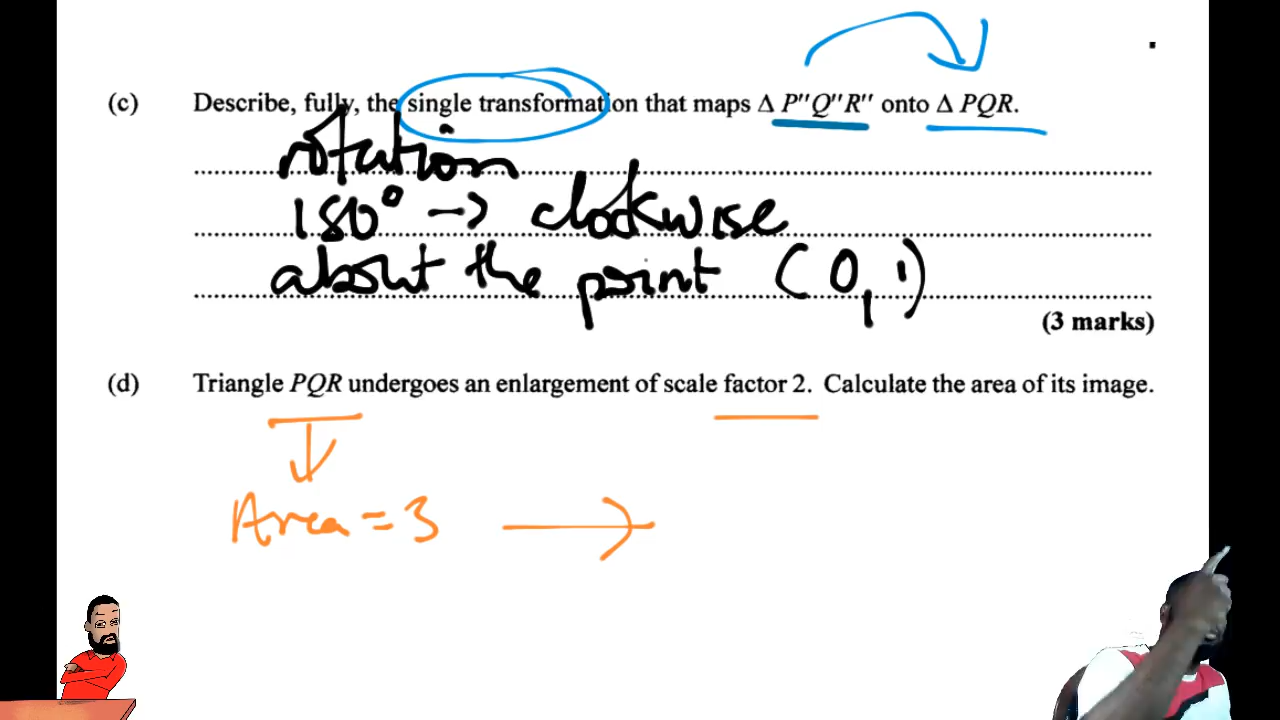 (c) Describe, fully, the single transformation that maps Δ P″Q″R″ onto Δ PQR.
rotation
180° → clockwise
about the point (0,1)
(3 marks)
(d) Triangle PQR undergoes an enlargement of scale factor 2. Calculate the area of its image.
Area = 3 →